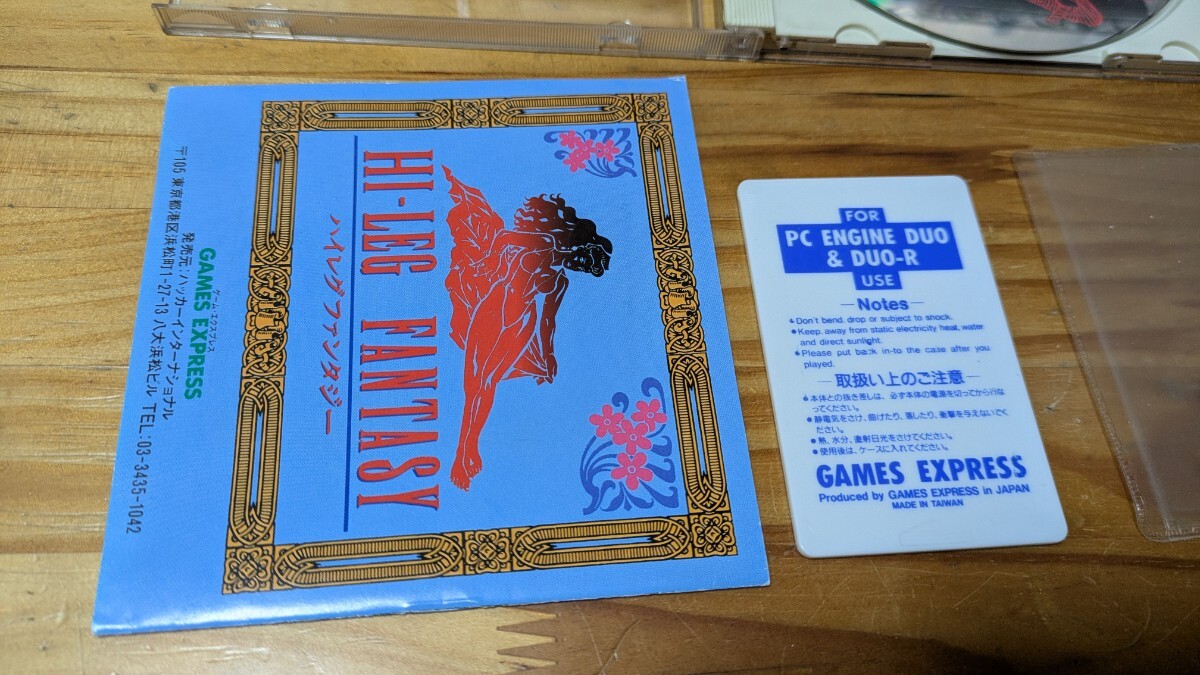 HI-LEG FANTASY
ハイレグファンタジー
ゲーム・エクスプレス
GAMES EXPRESS
発売元:ハッカーインターナショナル
〒105 東京都港区浜松町1-27-13 八大浜松ビル TEL:03-3435-1042
FOR
PC ENGINE DUO
& DUO-R
USE
Notes
Don't bend, drop or subject to shock.
●Keep away from static electricity heat, water
and direct sunlight.
●Please put back in-to the case after you
played.
取扱い上のご注意
●本体との抜き差しは、必ず本体の電源を切ってから行な
ってください。
●静電気をさけ、曲げたり、落したり、衝撃を与えないでく
ださい。
●熱、水分、直射日光をさけてください。
●使用後は、ケースに入れてください。
GAMES EXPRESS
Produced by GAMES EXPRESS in JAPAN
MADE IN TAIWAN